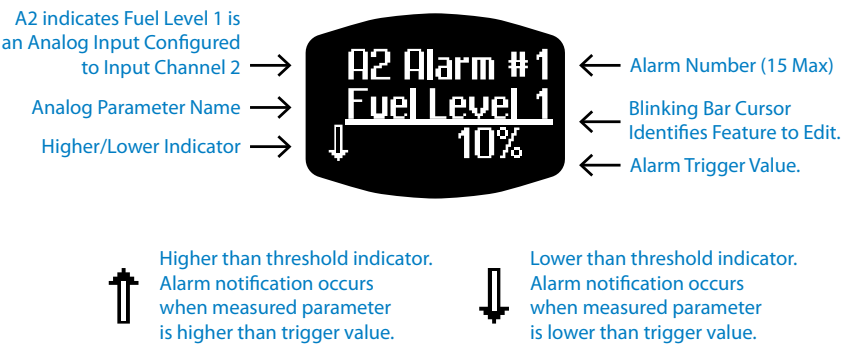 A2 indicates Fuel Level 1 is
an Analog Input Configured
to Input Channel 2
Analog Parameter Name
Higher/Lower Indicator
A2 Alarm #1
Fuel Level 1
10%
Alarm Number (15 Max)
Blinking Bar Cursor
Identifies Feature to Edit.
Alarm Trigger Value.
Higher than threshold indicator.
Alarm notification occurs
when measured parameter
is higher than trigger value.
Lower than threshold indicator.
Alarm notification occurs
when measured parameter
is lower than trigger value.